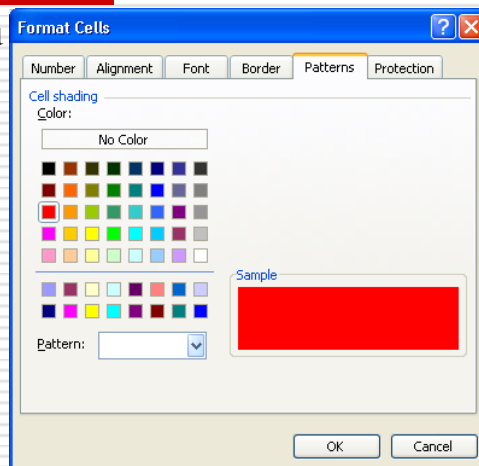 Format Cells
Number Alignment Font Border Patterns Protection
Cell shading
Color:
No Color
Sample
Pattern:
OK Cancel